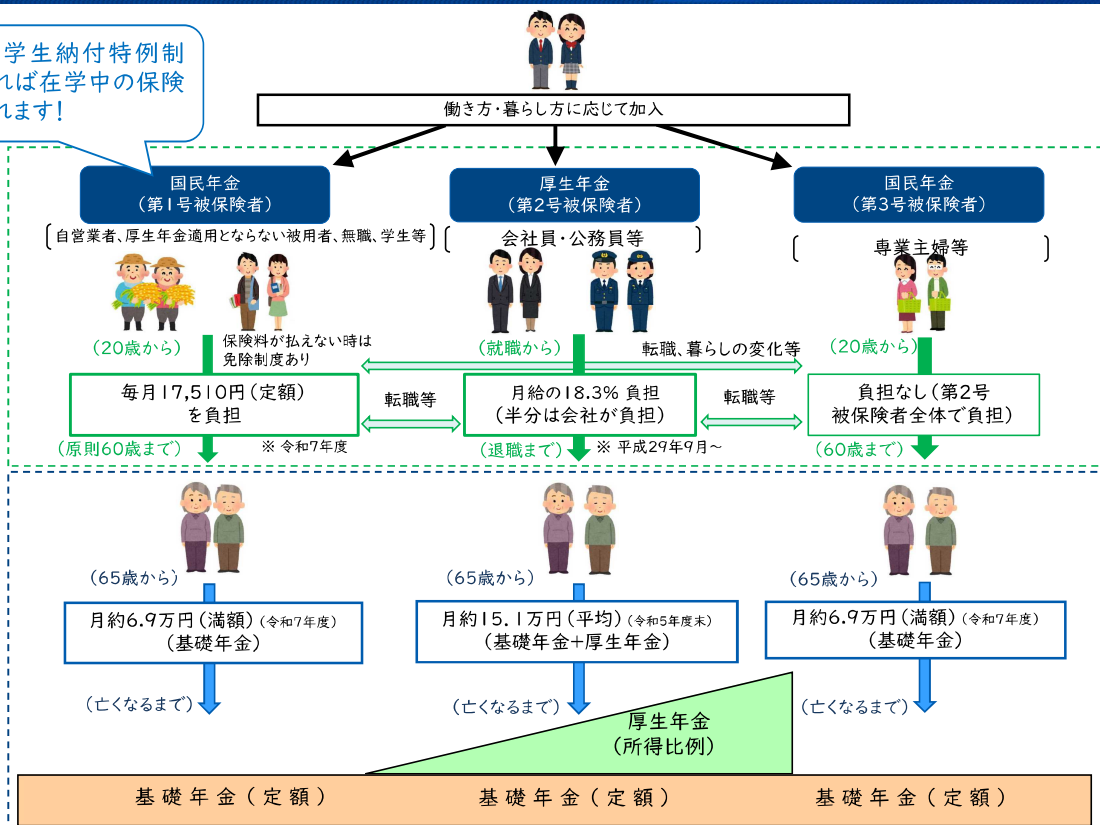 学生納付特例制
れば在学中の保険
れます!
働き方・暮らし方に応じて加入
国民年金
(第1号被保険者)
厚生年金
(第2号被保険者)
国民年金
(第3号被保険者)
自営業者、厚生年金適用とならない被用者、無職、学生等
会社員・公務員等
専業主婦等
(20歳から)
保険料が払えない時は
免除制度あり
(就職から)
転職、暮らしの変化等
(20歳から)
毎月17,510円(定額)
を負担
転職等
月給の18.3% 負担
(半分は会社が負担)
転職等
負担なし(第2号
被保険者全体で負担)
(原則60歳まで)
※ 令和7年度
(退職まで)
※ 平成29年9月~
(60歳まで)
(65歳から)
(65歳から)
(65歳から)
月約6.9万円(満額)(令和7年度)
(基礎年金)
月約15.1万円(平均)(令和5年度末)
(基礎年金+厚生年金)
月約6.9万円(満額)(令和7年度)
(基礎年金)
(亡くなるまで)
(亡くなるまで)
(亡くなるまで)
厚生年金
(所得比例)
基礎年金(定額)
基礎年金(定額)
基礎年金(定額)